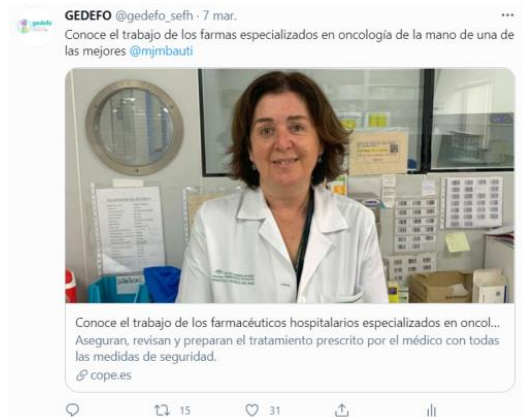 GEDEFO @gedefo_sefh · 7 mar.
Conoce el trabajo de los farmas especializados en oncología de la mano de una de
las mejores @mjmbauti
Conoce el trabajo de los farmacéuticos hospitalarios especializados en oncol...
Aseguran, revisan y preparan el tratamiento prescrito por el médico con todas
las medidas de seguridad.
cope.es
15
31